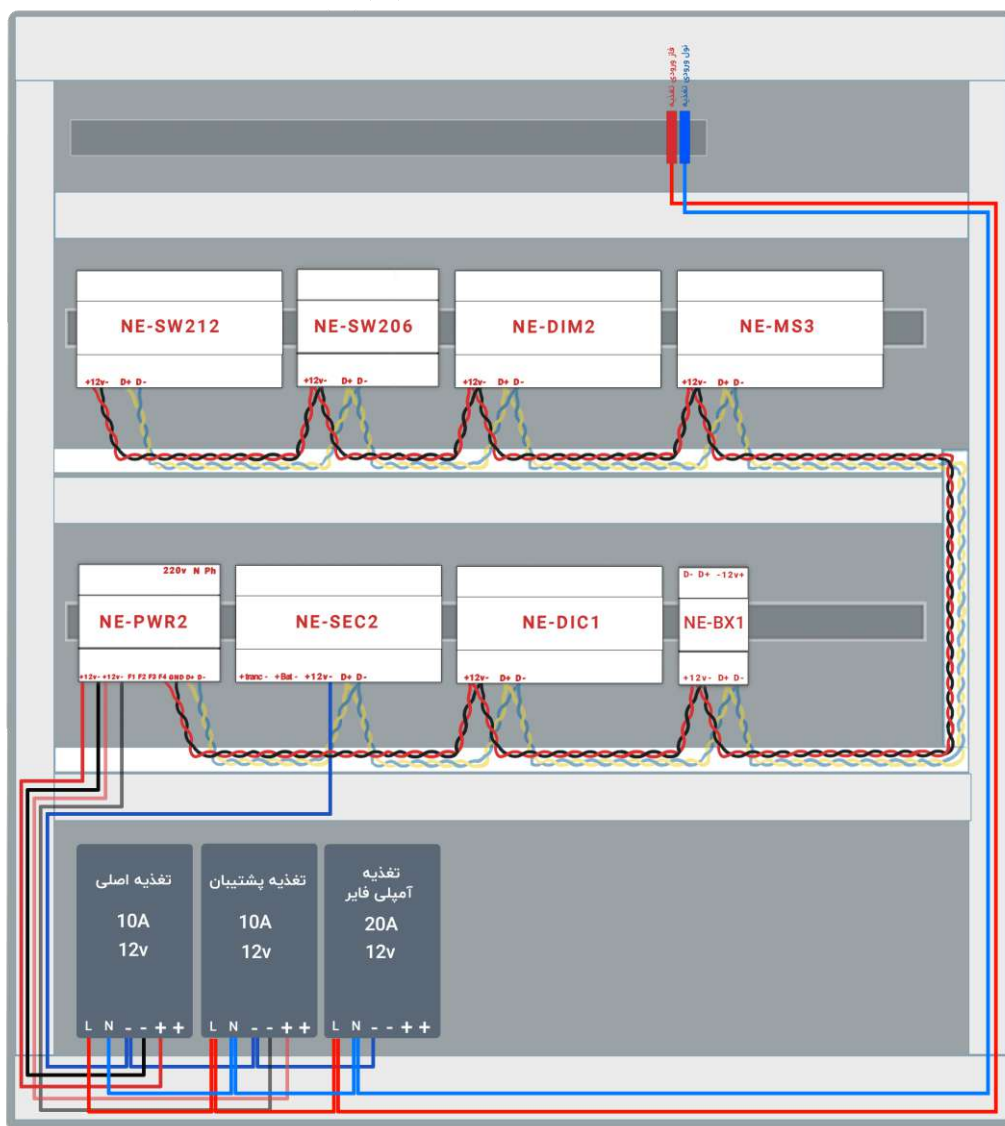 فاز ورودی تغذیه
نول ورودی تغذیه
NE-SW212
NE-SW206
NE-DIM2
NE-MS3
+12v- D+ D-
+12v- D+ D-
+12v- D+ D-
+12v- D+ D-
220v N Ph
D- D+ -12v+
NE-PWR2
NE-SEC2
NE-DIC1
NE-BX1
+12v- +12v- F1 F2 F3 F4 GND D+ D-
+tranc- +Bat- +12v- D+ D-
+12v- D+ D-
+12v- D+ D-
تغذیه اصلی
10A
12v
L N - - + +
تغذیه پشتیبان
10A
12v
L N - - + +
تغذیه
آمپلی فایر
20A
12v
L N - - + +